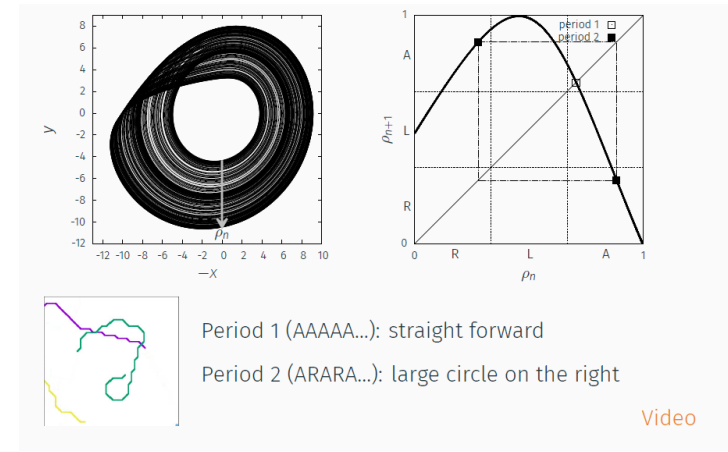 8
6
4
2
0
-2
-4
-6
-8
-10
-12
y
-12 -10 -8 -6 -4 -2 0 2 4 6 8 10
−x
ρn
1
A
L
R
0
ρn+1
period 1
period 2
0 R L A 1
ρn
Period 1 (AAAAA...): straight forward
Period 2 (ARARA...): large circle on the right
Video